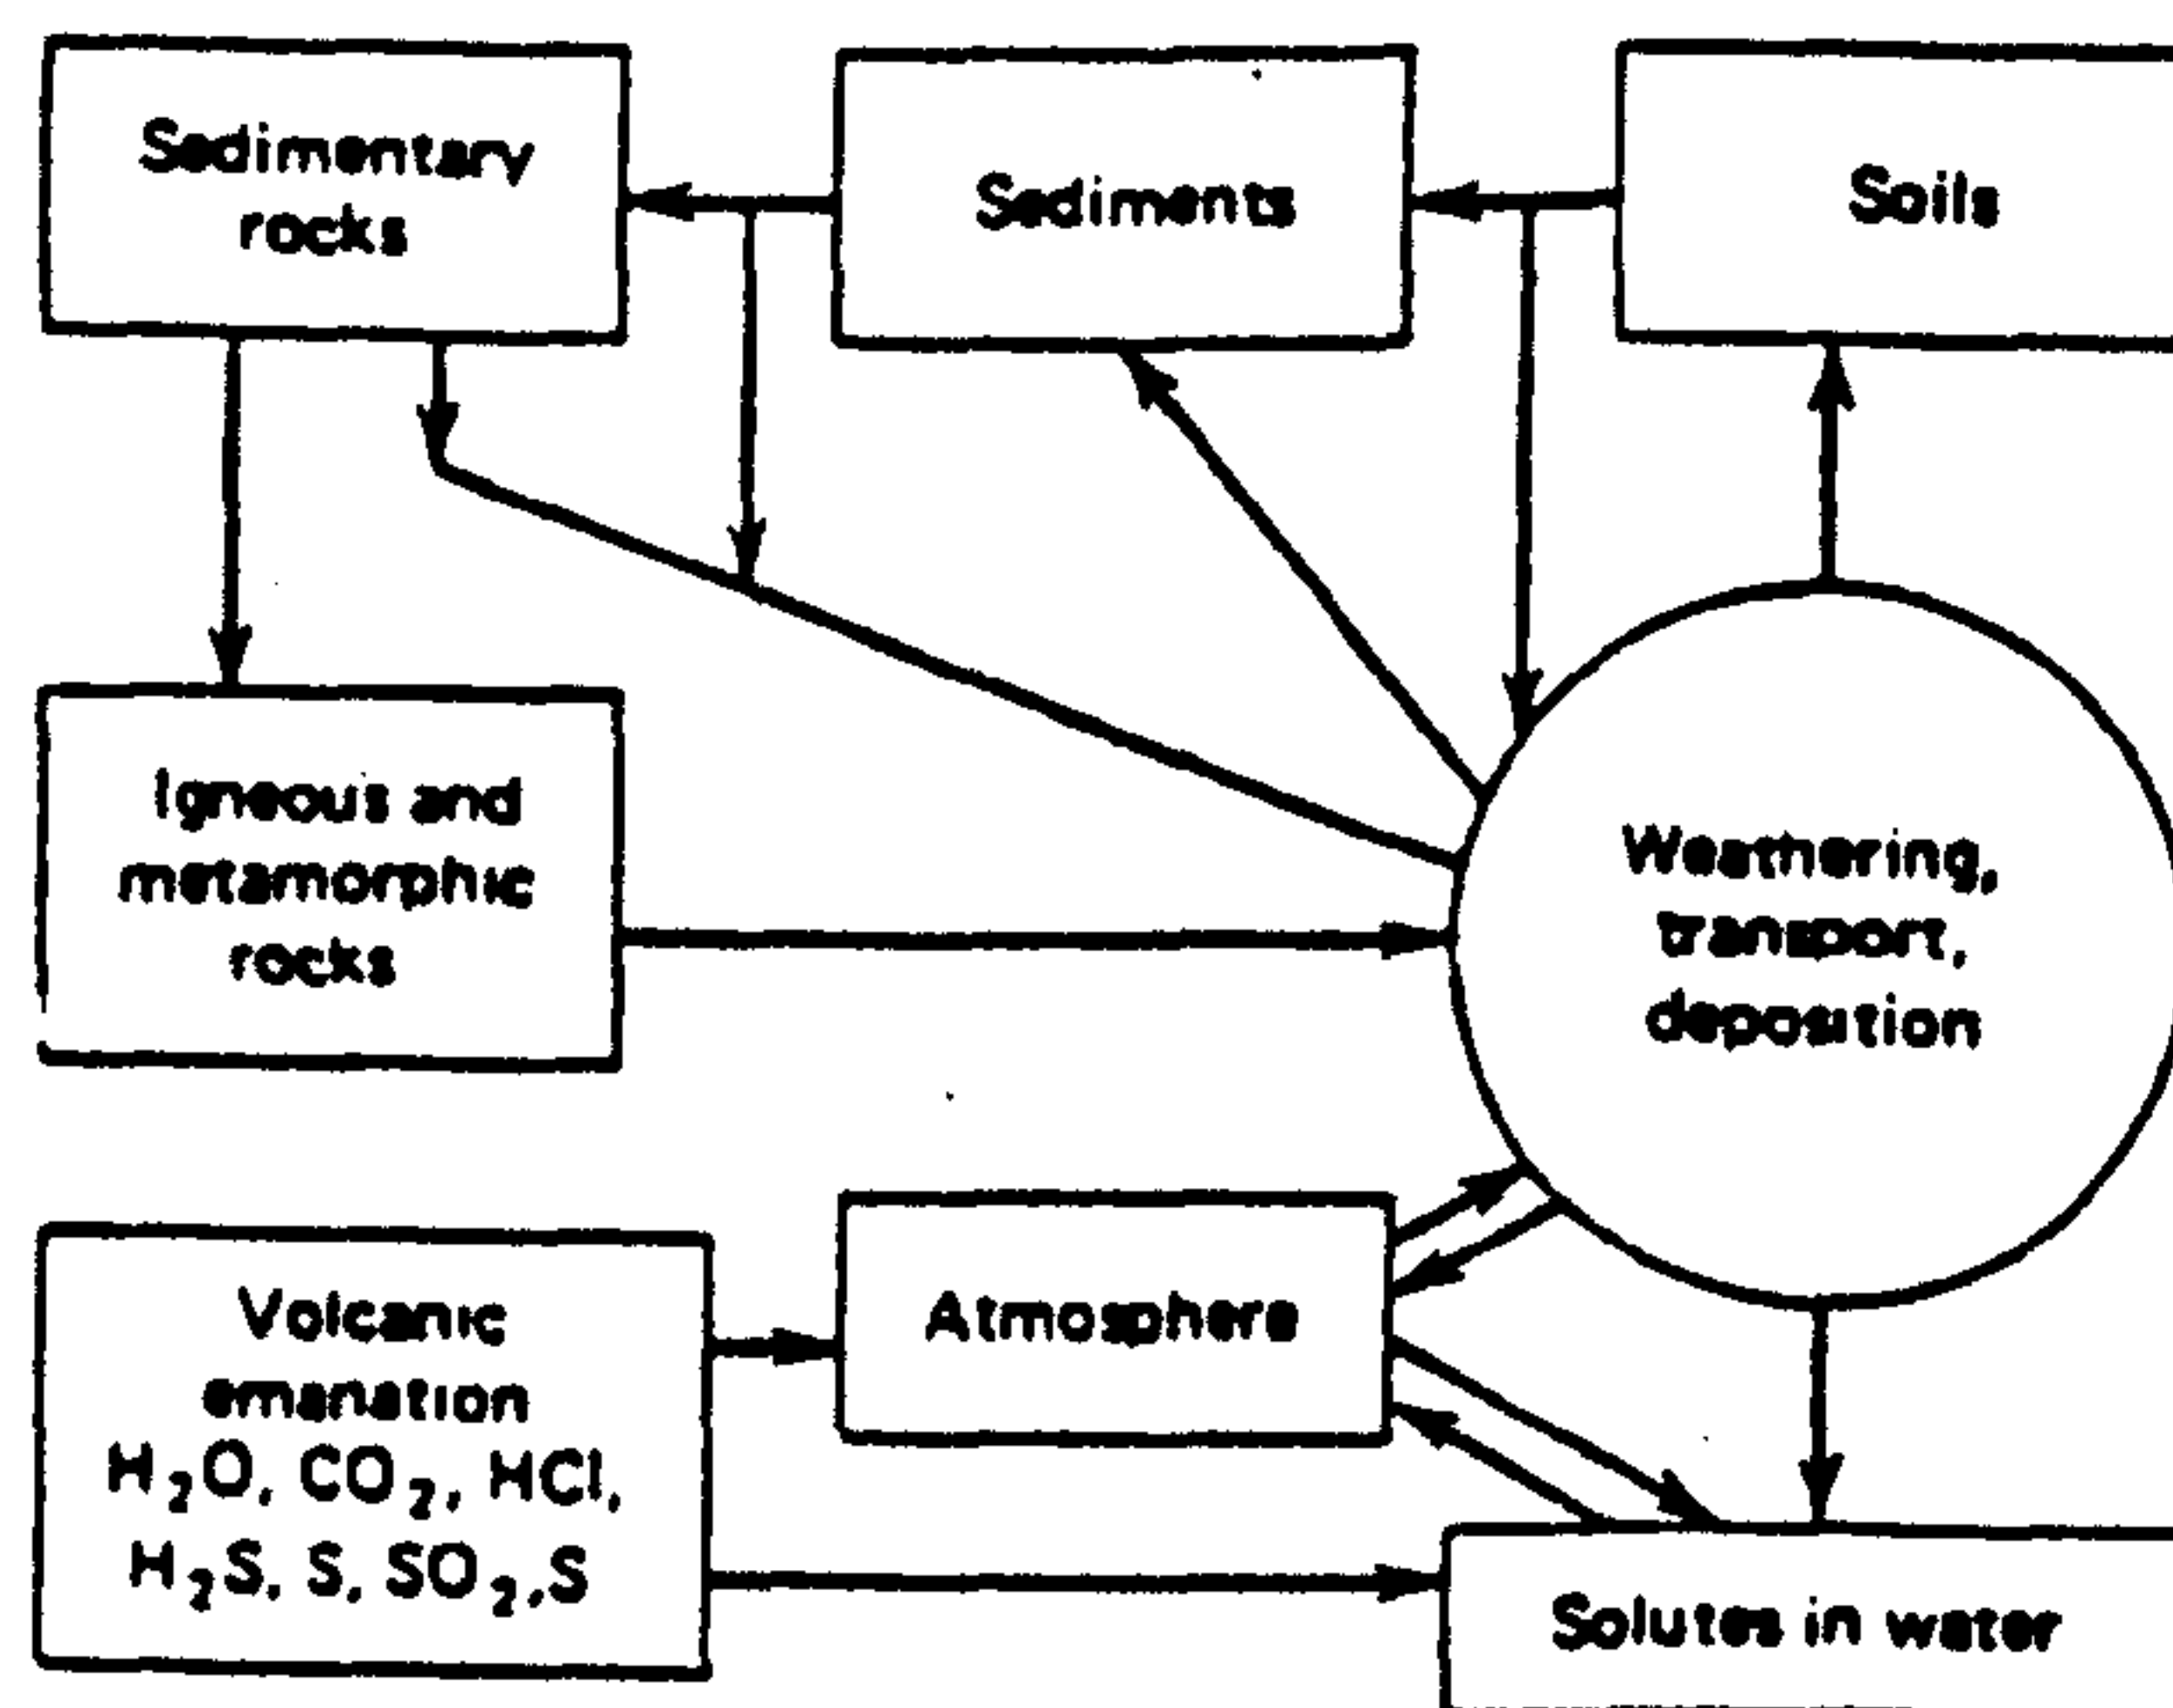 Sedimentary
rocks
Sediments
Soils
Igneous and
metamorphic
rocks
Weathering,
transport,
deposition
Volcanic
emanation
H₂O, CO₂, HCl,
H₂S, S, SO₂,S
Atmosphere
Solutes in water